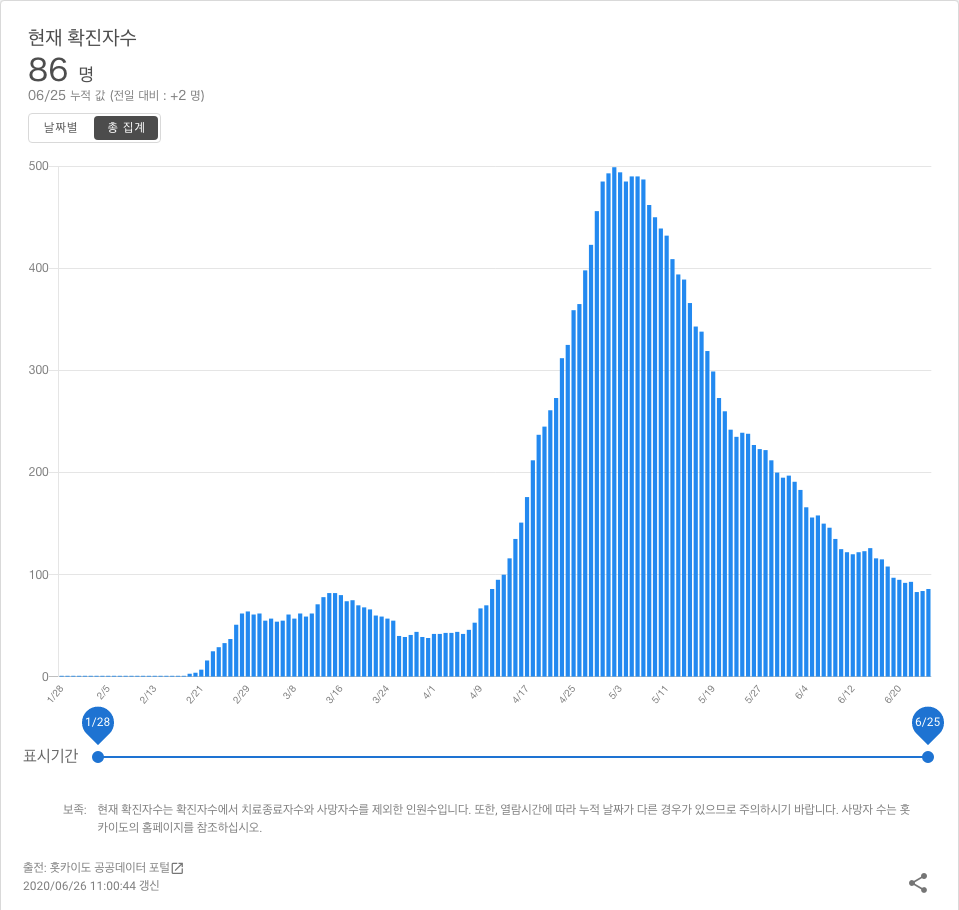 현재 확진자수
86 명
06/25 누적 값 (전일 대비 : +2 명)
날짜별 총 집계
500
400
300
200
100
0
1/28 2/5 2/13 2/21 2/29 3/8 3/16 3/24 4/1 4/9 4/17 4/25 5/3 5/11 5/19 5/27 6/4 6/12 6/20
1/28 6/25
표시기간
보족: 현재 확진자수는 확진자수에서 치료종료자수와 사망자수를 제외한 인원수입니다. 또한, 열람시간에 따라 누적 날짜가 다른 경우가 있으므로 주의하시기 바랍니다. 사망자 수는 홋
카이도의 홈페이지를 참조하십시오.
출전: 홋카이도 공공데이터 포털
2020/06/26 11:00:44 갱신